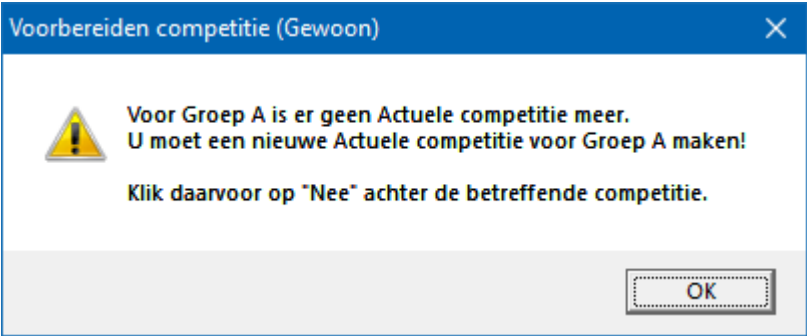 Voorbereiden competitie (Gewoon)
Voor Groep A is er geen Actuele competitie meer.
U moet een nieuwe Actuele competitie voor Groep A maken!
Klik daarvoor op "Nee" achter de betreffende competitie.
OK